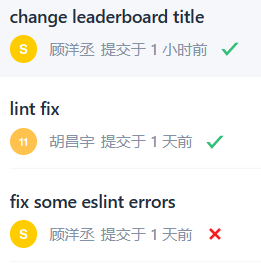 change leaderboard title
S 顾洋丞 提交于 1 小时前
lint fix
11 胡昌宇 提交于 1 天前
fix some eslint errors
S 顾洋丞 提交于 1 天前